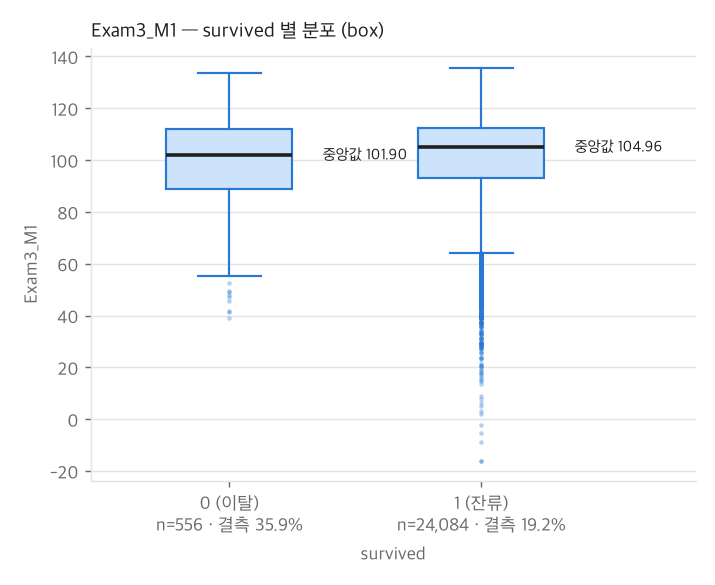 Exam3_M1 — survived 별 분포 (box)
140
120
100
80
60
40
20
0
-20
Exam3_M1
중앙값 101.90
중앙값 104.96
0 (이탈)
n=556 · 결측 35.9%
1 (잔류)
n=24,084 · 결측 19.2%
survived